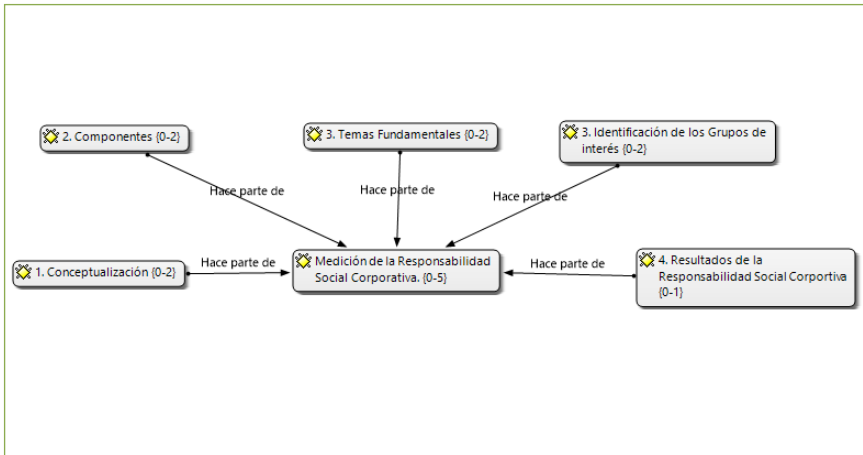 2. Componentes {0-2}
3. Temas Fundamentales {0-2}
3. Identificación de los Grupos de
interés {0-2}
Hace parte de
Hace parte de
Hace parte de
1. Conceptualización {0-2}
Hace parte de
Medición de la Responsabilidad
Social Corporativa. {0-5}
Hace parte de
4. Resultados de la
Responsabilidad Social Corportiva
{0-1}